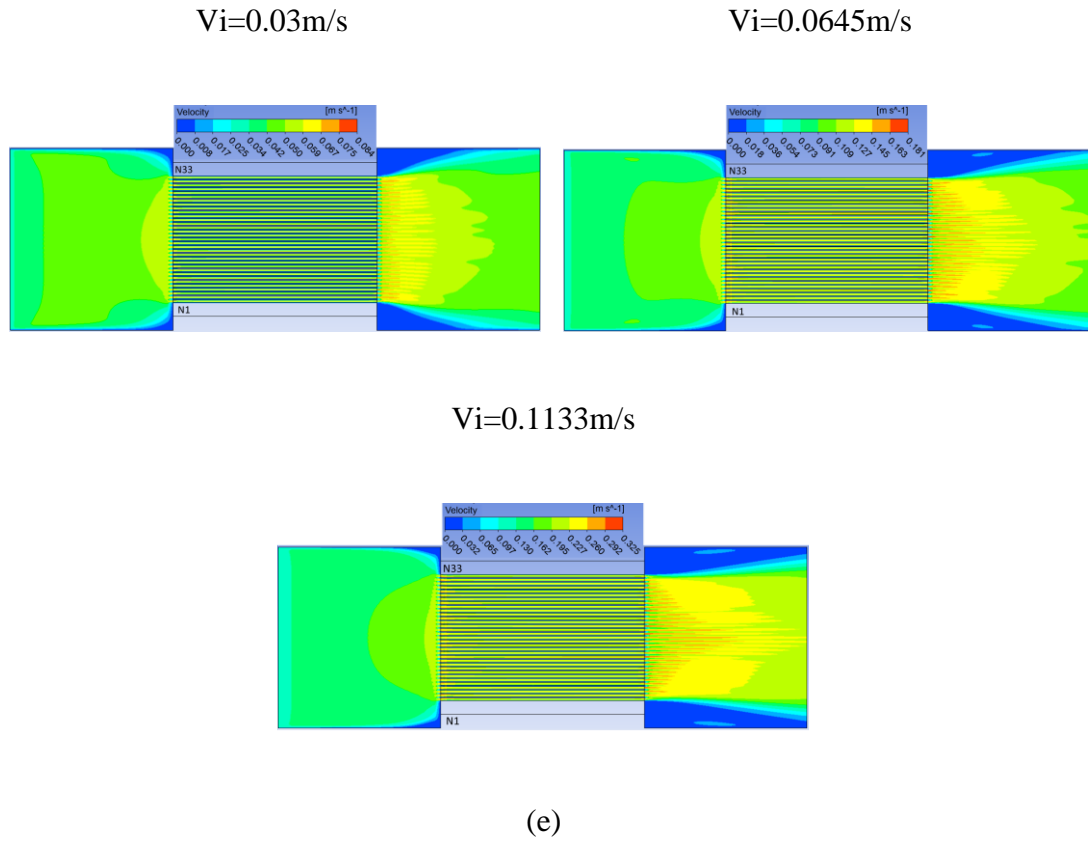 Vi=0.03m/s
Vi=0.0645m/s
Velocity [m s^-1]
0.000 0.008 0.017 0.025 0.034 0.042 0.050 0.059 0.067 0.075 0.084
N33
N1
Velocity [m s^-1]
0.000 0.018 0.036 0.054 0.073 0.091 0.109 0.127 0.145 0.163 0.181
N33
N1
Vi=0.1133m/s
Velocity [m s^-1]
0.000 0.032 0.065 0.097 0.130 0.162 0.195 0.227 0.260 0.292 0.325
N33
N1
(e)